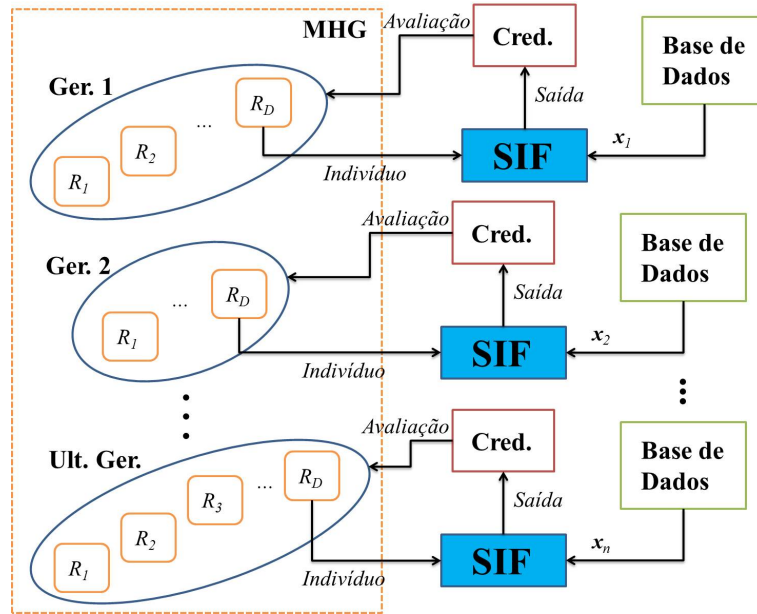 MHG
Avaliação
Cred.
Base de
Dados
Ger. 1
Saída
R_D
...
R_2
R_1
SIF
x_1
Indivíduo
Avaliação
Cred.
Base de
Dados
Ger. 2
Saída
R_D
...
R_1
SIF
x_2
Indivíduo
Avaliação
Cred.
Base de
Dados
Ult. Ger.
Saída
R_D
...
R_3
R_2
R_1
SIF
x_n
Indivíduo